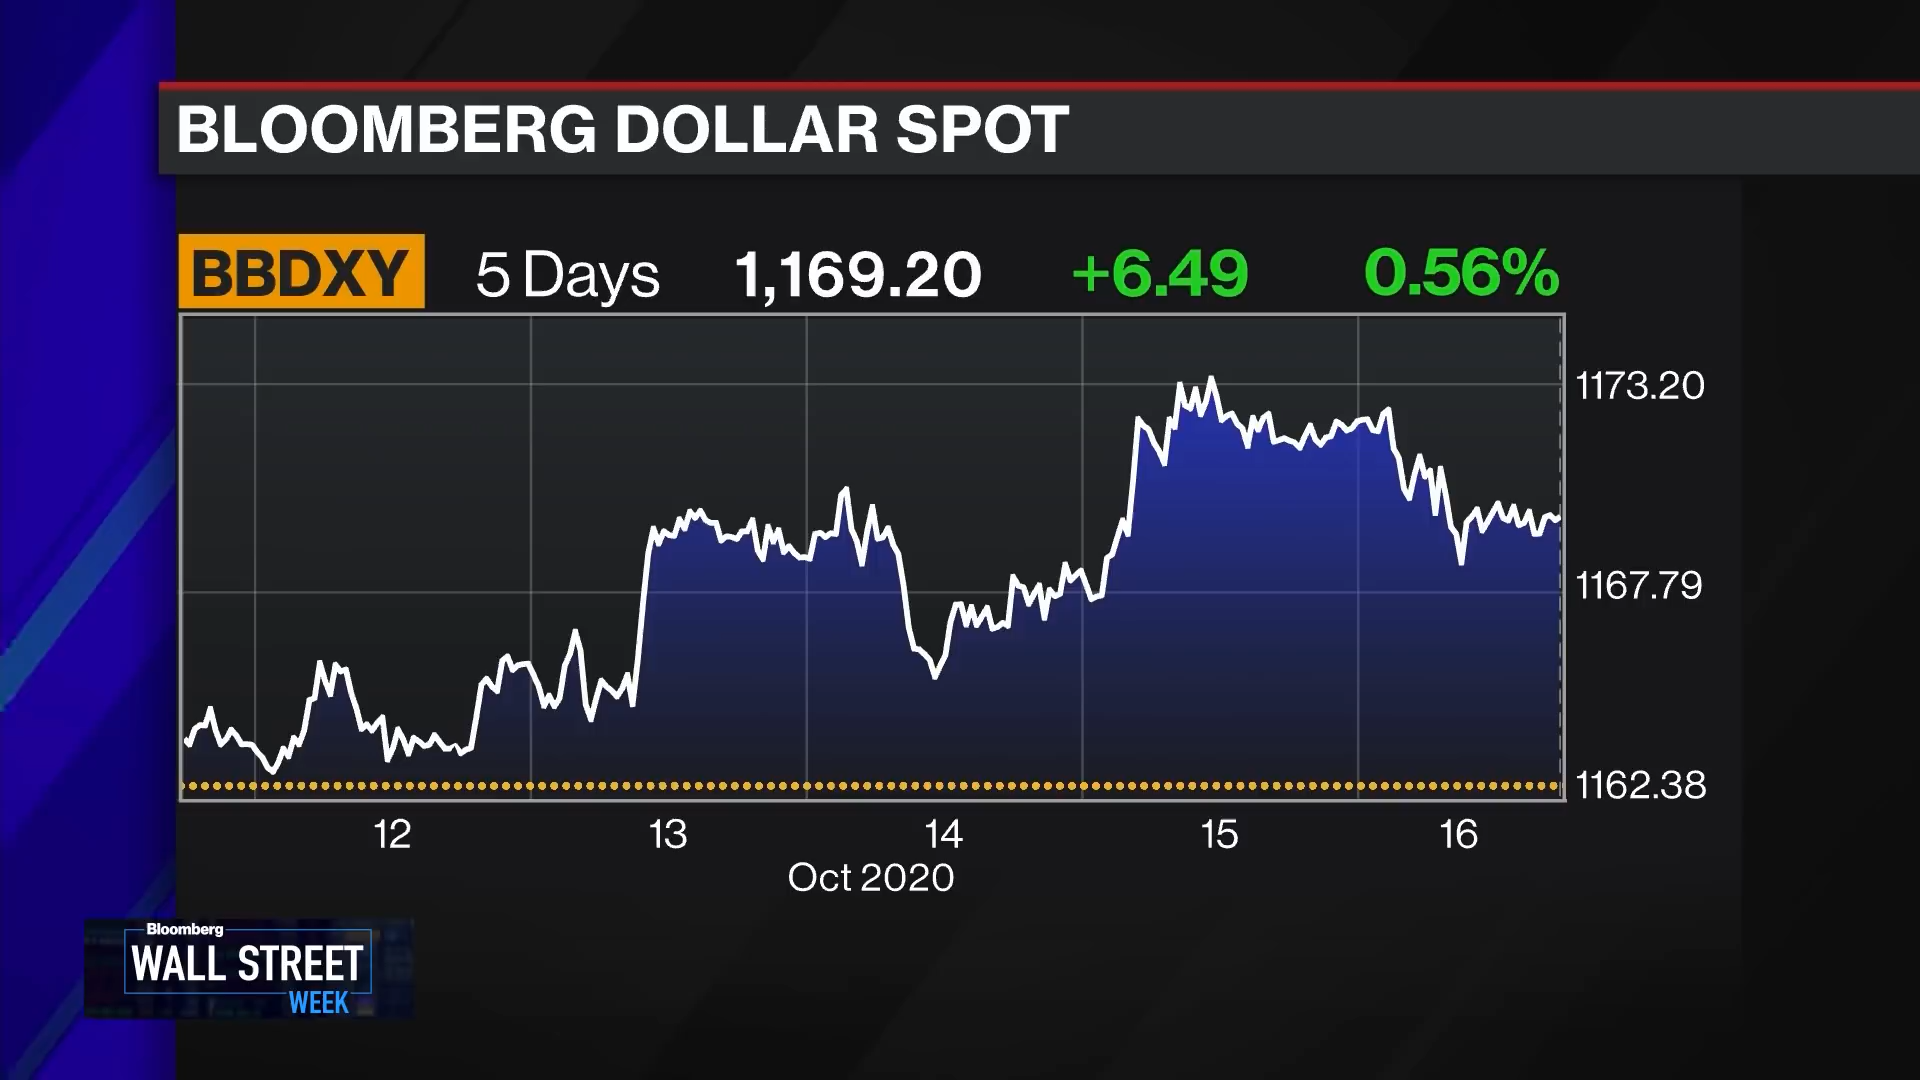 BLOOMBERG DOLLAR SPOT
BBDXY 5 Days 1,169.20 +6.49 0.56%
1173.20
1167.79
1162.38
12 13 14 15 16
Oct 2020
Bloomberg
WALL STREET
WEEK